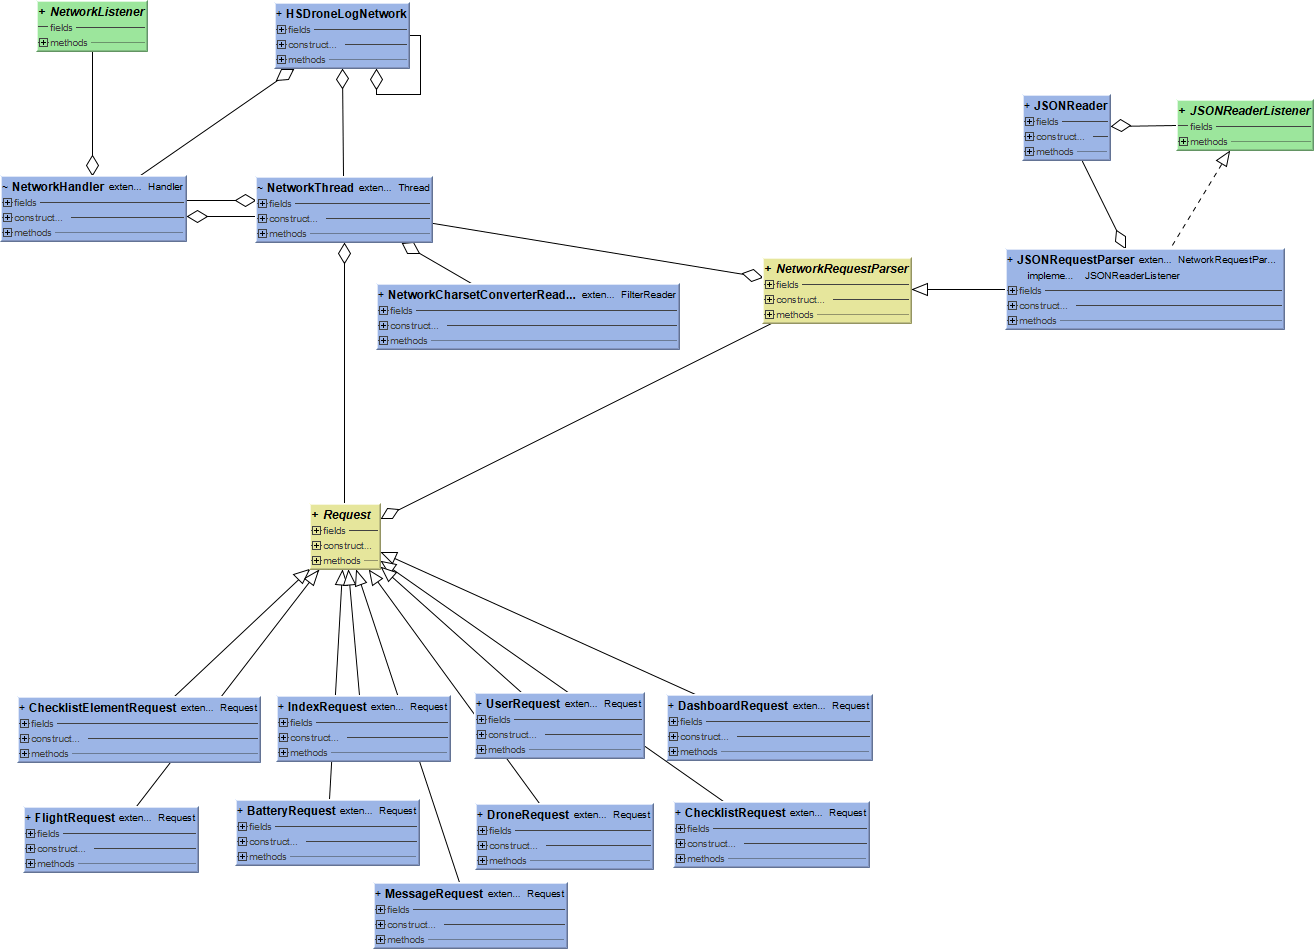 + NetworkListener
fields
methods
+ HSDroneLogNetwork
fields
construct...
methods
+ JSONReader
fields
construct...
methods
+ JSONReaderListener
fields
methods
~ NetworkHandler exten... Handler
fields
construct...
methods
~ NetworkThread exten... Thread
fields
construct...
methods
+ NetworkCharsetConverterRead... exten... FilterReader
fields
construct...
methods
+ NetworkRequestParser
fields
construct...
methods
+ JSONRequestParser exten... NetworkRequestPar...
impleme... JSONReaderListener
fields
construct...
methods
+ Request
fields
construct...
methods
+ ChecklistElementRequest exten... Request
fields
construct...
methods
+ IndexRequest exten... Request
fields
construct...
methods
+ UserRequest exten... Request
fields
construct...
methods
+ DashboardRequest exten... Request
fields
construct...
methods
+ FlightRequest exten... Request
fields
construct...
methods
+ BatteryRequest exten... Request
fields
construct...
methods
+ DroneRequest exten... Request
fields
construct...
methods
+ ChecklistRequest exten... Request
fields
construct...
methods
+ MessageRequest exten... Request
fields
construct...
methods